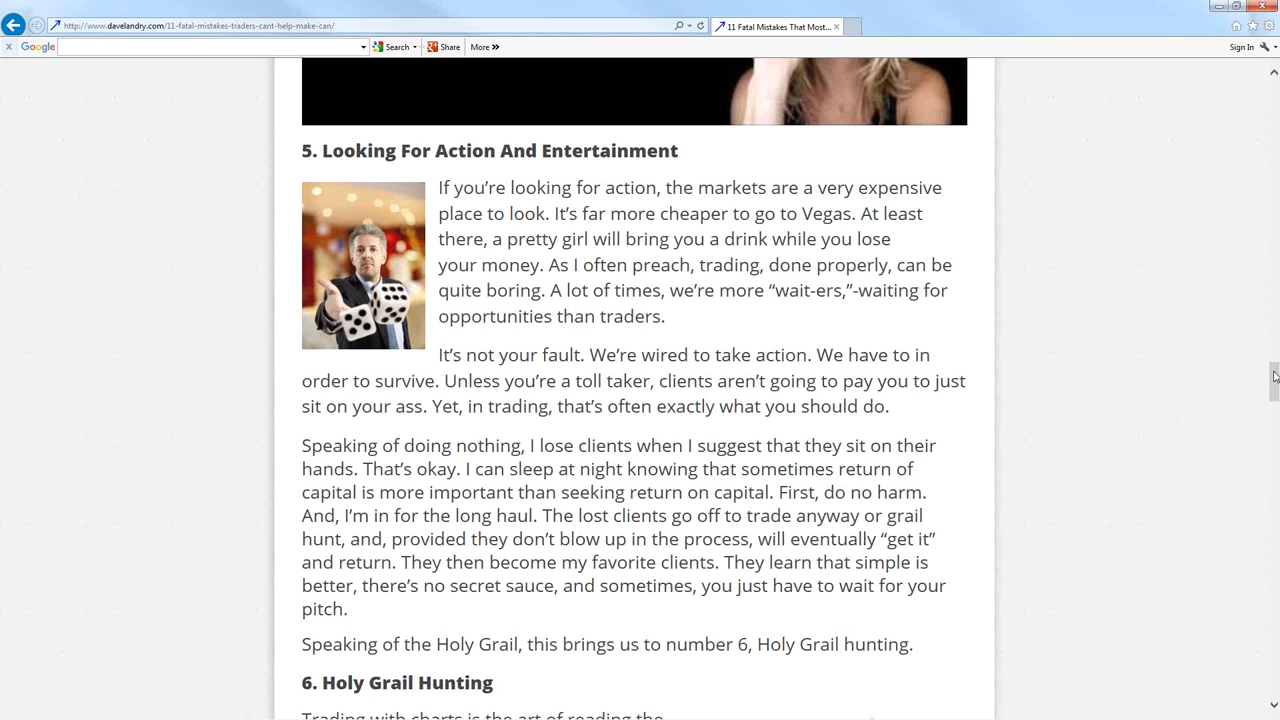 http://www.davelandry.com/11-fatal-mistakes-traders-cant-help-make-can/
11 Fatal Mistakes That Most...
x Google
Search
Share
More »
Sign In
5. Looking For Action And Entertainment
If you’re looking for action, the markets are a very expensive
place to look. It’s far more cheaper to go to Vegas. At least
there, a pretty girl will bring you a drink while you lose
your money. As I often preach, trading, done properly, can be
quite boring. A lot of times, we’re more “wait-ers,”-waiting for
opportunities than traders.
It’s not your fault. We’re wired to take action. We have to in
order to survive. Unless you’re a toll taker, clients aren’t going to pay you to just
sit on your ass. Yet, in trading, that’s often exactly what you should do.
Speaking of doing nothing, I lose clients when I suggest that they sit on their
hands. That’s okay. I can sleep at night knowing that sometimes return of
capital is more important than seeking return on capital. First, do no harm.
And, I’m in for the long haul. The lost clients go off to trade anyway or grail
hunt, and, provided they don’t blow up in the process, will eventually “get it”
and return. They then become my favorite clients. They learn that simple is
better, there’s no secret sauce, and sometimes, you just have to wait for your
pitch.
Speaking of the Holy Grail, this brings us to number 6, Holy Grail hunting.
6. Holy Grail Hunting
Trading with charts is the art of reading the